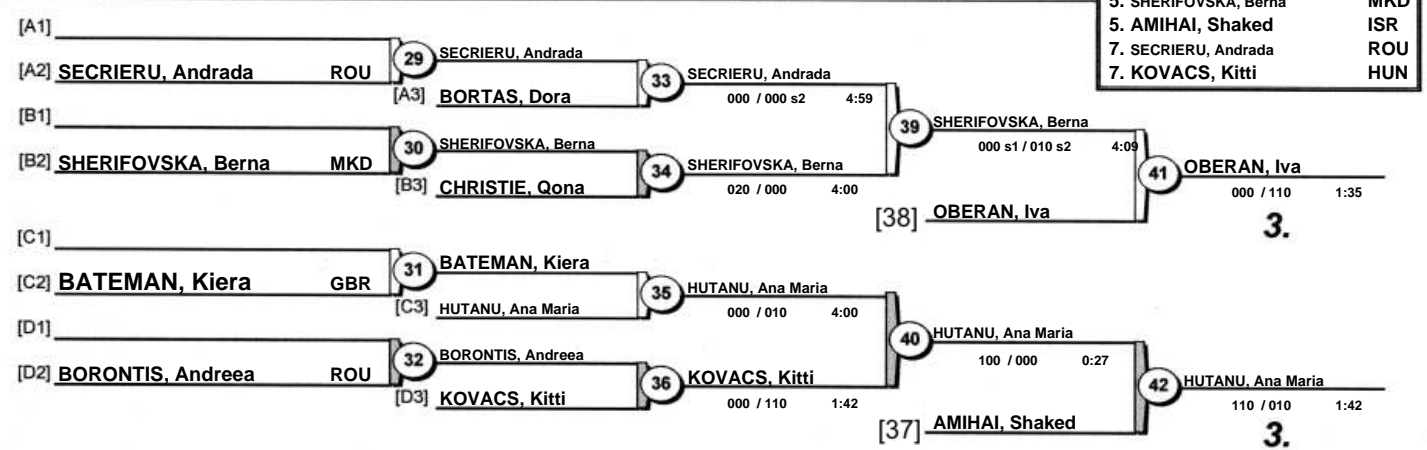 5. SHERIFOVSKA, Berna MKD
5. AMIHAI, Shaked ISR
7. SECRIERU, Andrada ROU
7. KOVACS, Kitti HUN
[A1]
29 SECRIERU, Andrada
[A2] SECRIERU, Andrada ROU
33 SECRIERU, Andrada
[A3] BORTAS, Dora
000 / 000 s2 4:59
[B1]
39 SHERIFOVSKA, Berna
30 SHERIFOVSKA, Berna
000 s1 / 010 s2 4:09
[B2] SHERIFOVSKA, Berna MKD
34 SHERIFOVSKA, Berna
41 OBERAN, Iva
[B3] CHRISTIE, Qona
020 / 000 4:00
000 / 110 1:35
[38] OBERAN, Iva
3.
[C1]
31 BATEMAN, Kiera
[C2] BATEMAN, Kiera GBR
35 HUTANU, Ana Maria
[C3] HUTANU, Ana Maria
000 / 010 4:00
[D1]
40 HUTANU, Ana Maria
32 BORONTIS, Andreea
100 / 000 0:27
[D2] BORONTIS, Andreea ROU
36 KOVACS, Kitti
42 HUTANU, Ana Maria
[D3] KOVACS, Kitti
000 / 110 1:42
110 / 010 1:42
[37] AMIHAI, Shaked
3.